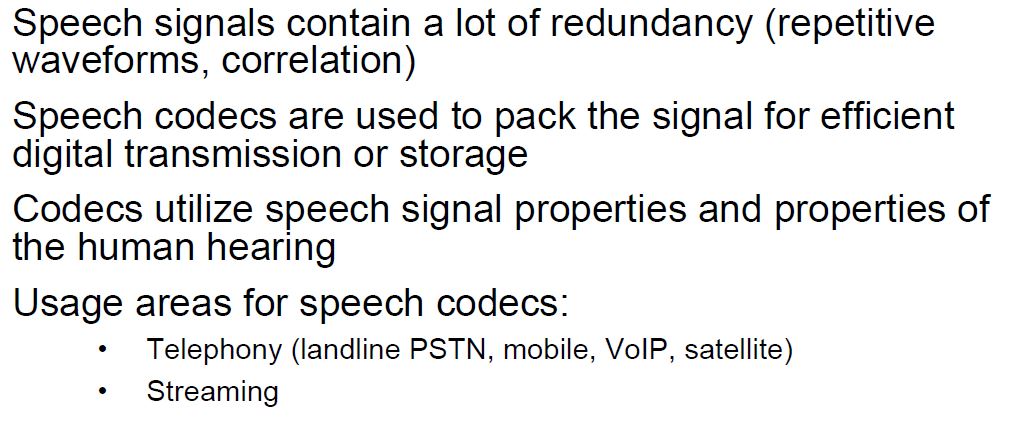 Speech signals contain a lot of redundancy (repetitive
waveforms, correlation)
Speech codecs are used to pack the signal for efficient
digital transmission or storage
Codecs utilize speech signal properties and properties of
the human hearing
Usage areas for speech codecs:
• Telephony (landline PSTN, mobile, VoIP, satellite)
• Streaming